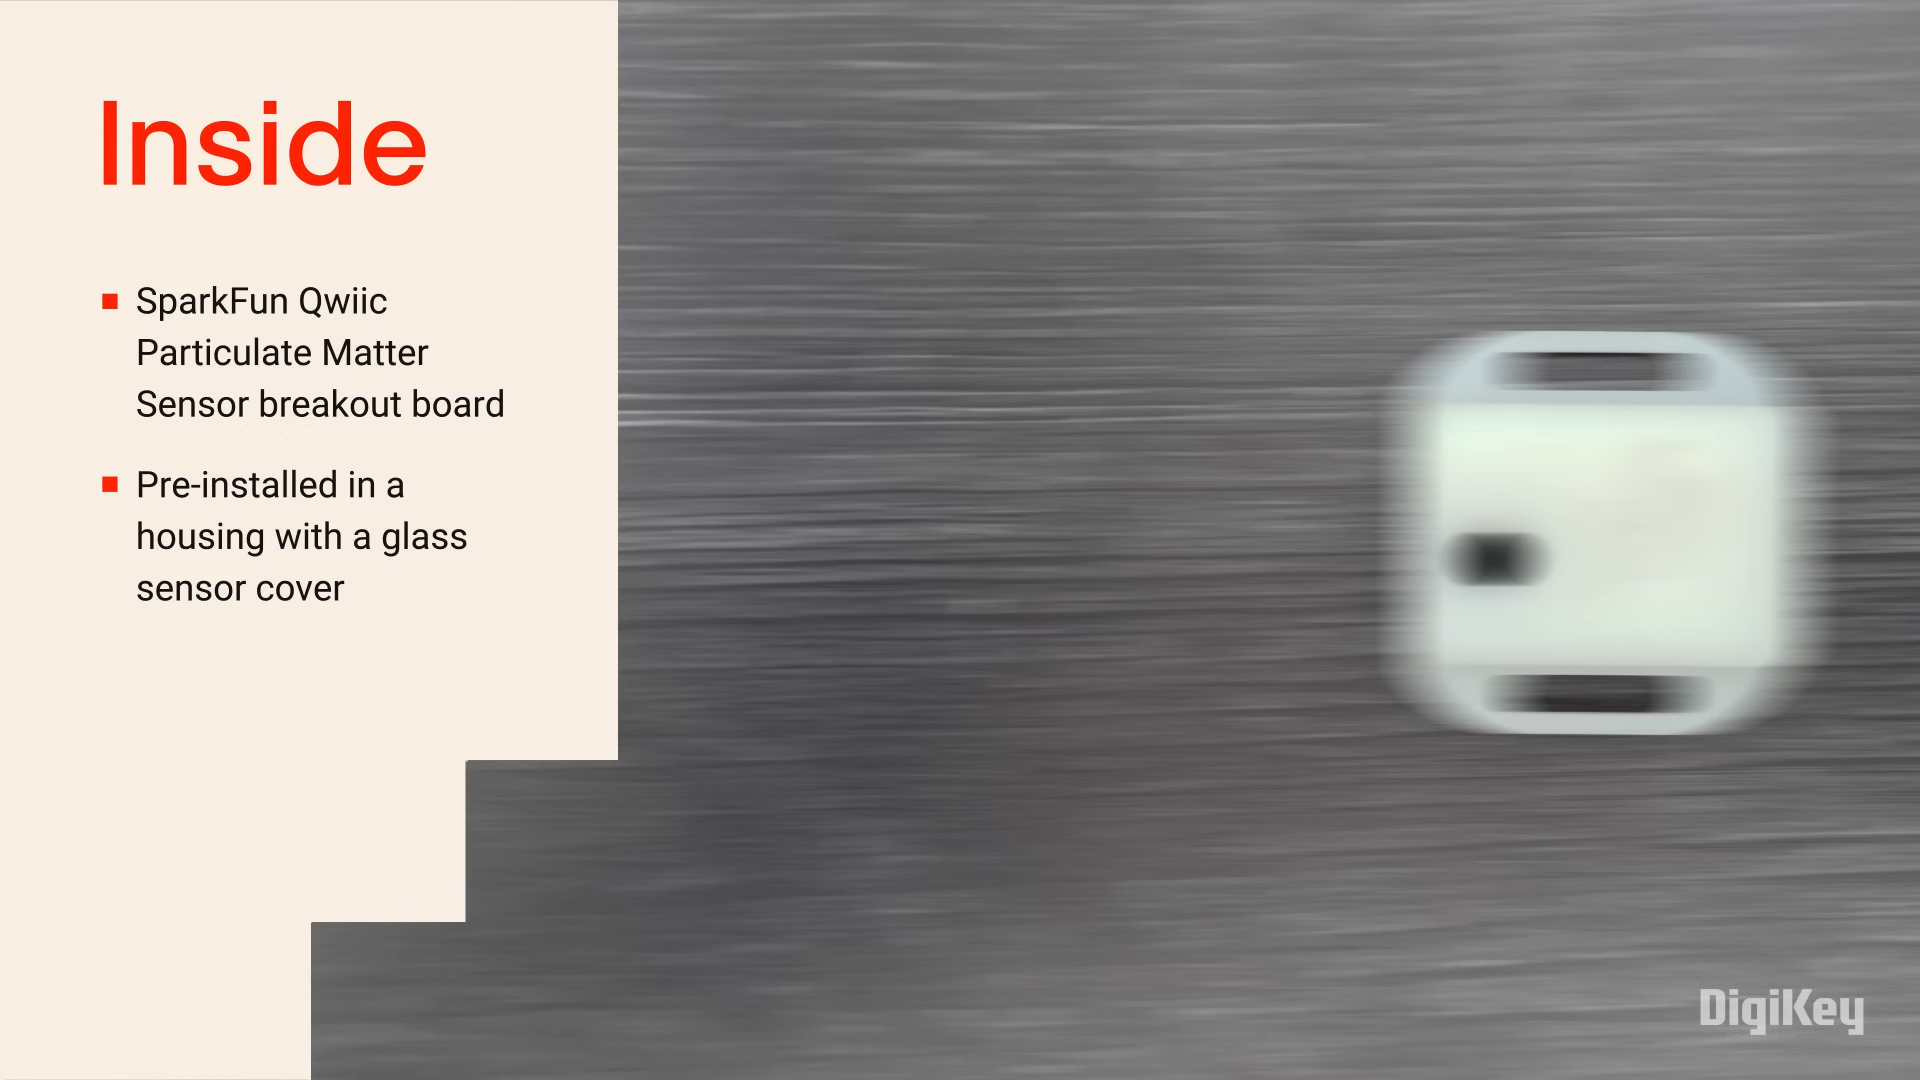 Inside
SparkFun Qwiic
Particulate Matter
Sensor breakout board
Pre-installed in a
housing with a glass
sensor cover
DigiKey